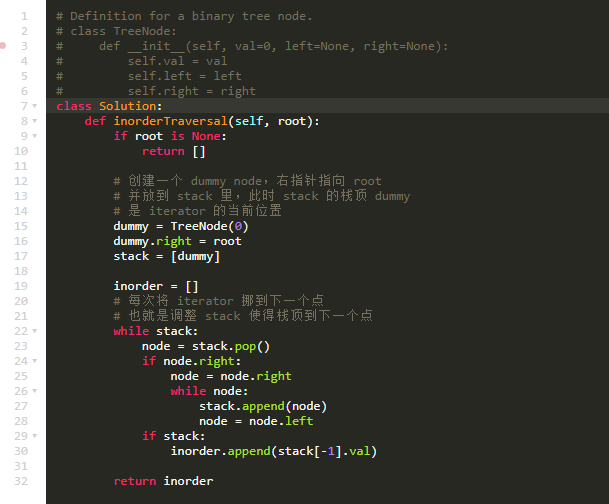 1 # Definition for a binary tree node.
2 # class TreeNode:
3 #     def __init__(self, val=0, left=None, right=None):
4 #         self.val = val
5 #         self.left = left
6 #         self.right = right
7 class Solution:
8     def inorderTraversal(self, root):
9         if root is None:
10             return []
11
12         # 创建一个 dummy node，右指针指向 root
13         # 并放到 stack 里，此时 stack 的栈顶 dummy
14         # 是 iterator 的当前位置
15         dummy = TreeNode(0)
16         dummy.right = root
17         stack = [dummy]
18
19         inorder = []
20         # 每次将 iterator 挪到下一个点
21         # 也就是调整 stack 使得栈顶到下一个点
22         while stack:
23             node = stack.pop()
24             if node.right:
25                 node = node.right
26                 while node:
27                     stack.append(node)
28                     node = node.left
29             if stack:
30                 inorder.append(stack[-1].val)
31
32         return inorder